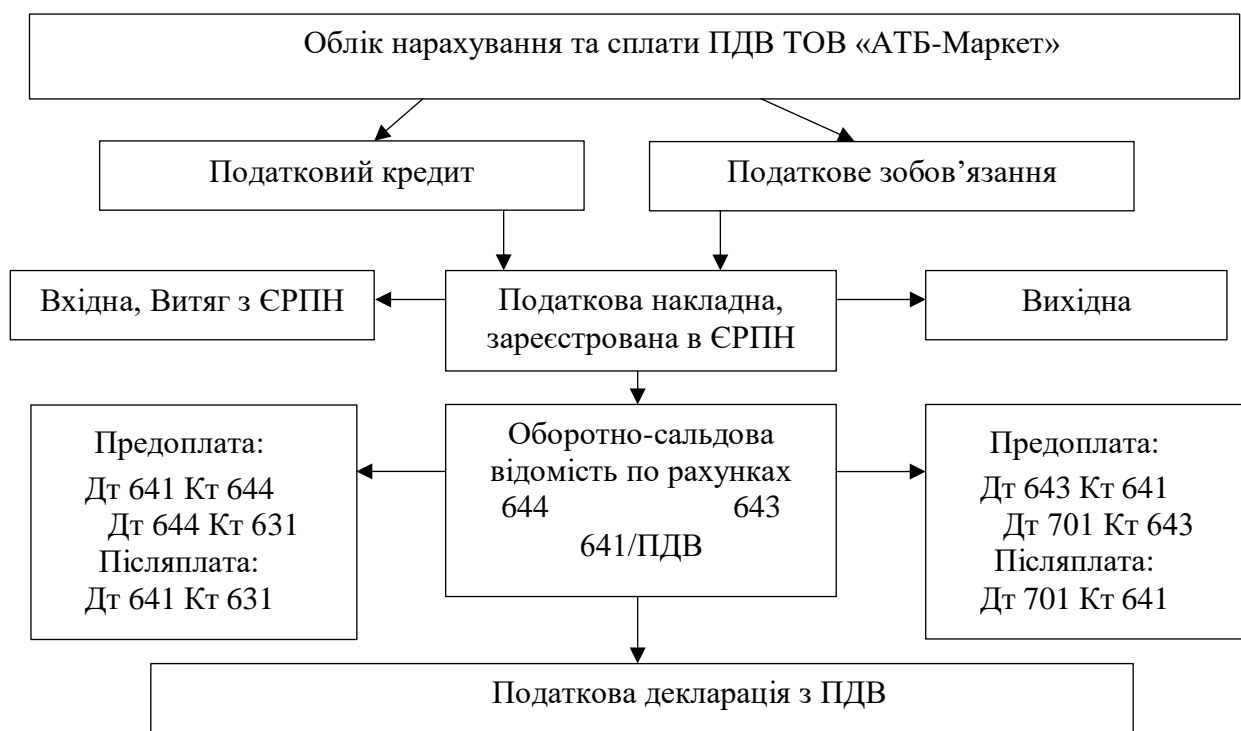 Облік нарахування та сплати ПДВ ТОВ «АТБ-Маркет»
Податковий кредит
Податкове зобов’язання
Вхідна, Витяг з ЄРПН
Податкова накладна,
зареєстрована в ЄРПН
Вихідна
Предоплата:
Дт 641 Кт 644
Дт 644 Кт 631
Післяплата:
Дт 641 Кт 631
Оборотно-сальдова
відомість по рахунках
644 643
641/ПДВ
Предоплата:
Дт 643 Кт 641
Дт 701 Кт 643
Післяплата:
Дт 701 Кт 641
Податкова декларація з ПДВ